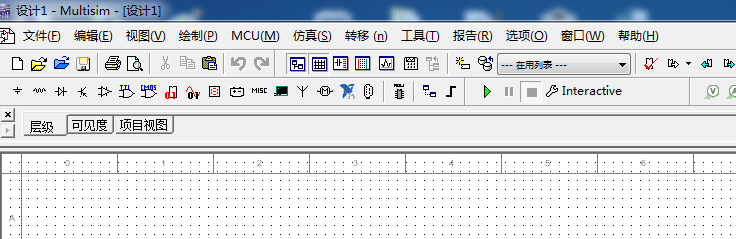 设计1 - Multisim - [设计1]
文件(F) 编辑(E) 视图(V) 绘制(P) MCU(M) 仿真(S) 转移 (n) 工具(T) 报告(R) 选项(O) 窗口(W) 帮助(H)
--- 在用列表 ---
MISC Interactive
层级 可见度 项目视图
0 1 2 3 4 5 6
A